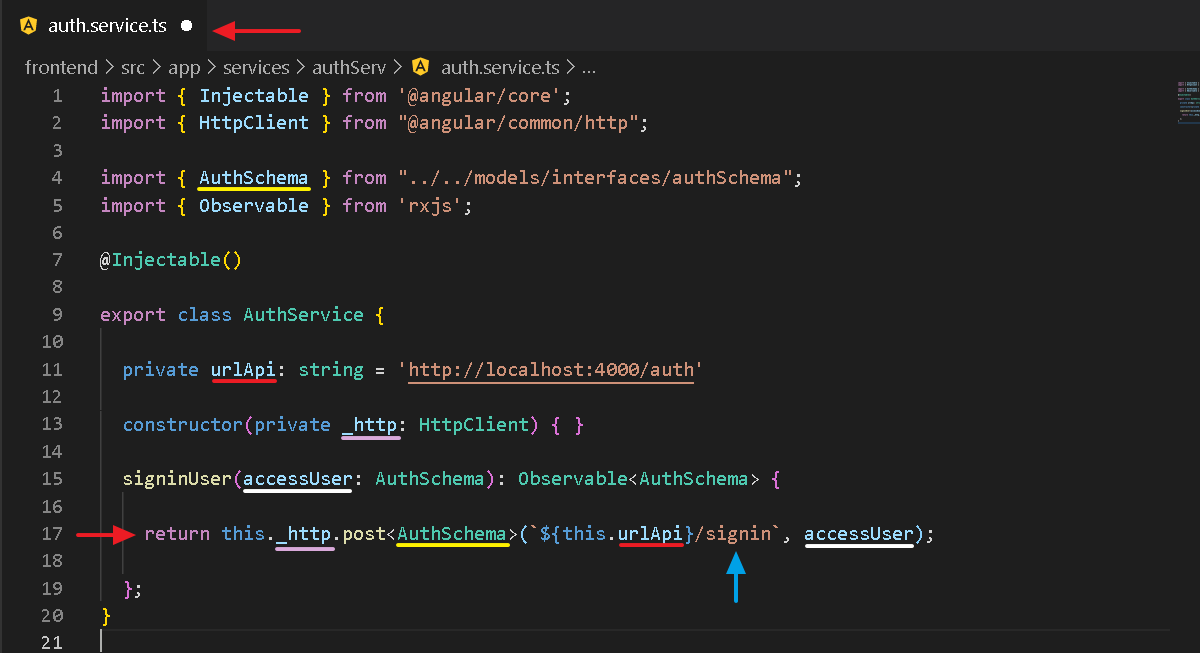 auth.service.ts
frontend > src > app > services > authServ > auth.service.ts > ...
1 import { Injectable } from '@angular/core';
2 import { HttpClient } from "@angular/common/http";
3
4 import { AuthSchema } from "../../models/interfaces/authSchema";
5 import { Observable } from 'rxjs';
6
7 @Injectable()
8
9 export class AuthService {
10
11 private urlApi: string = 'http://localhost:4000/auth'
12
13 constructor(private _http: HttpClient) { }
14
15 signinUser(accessUser: AuthSchema): Observable<AuthSchema> {
16
17 return this._http.post<AuthSchema>(`${this.urlApi}/signin`, accessUser);
18
19 };
20 }
21